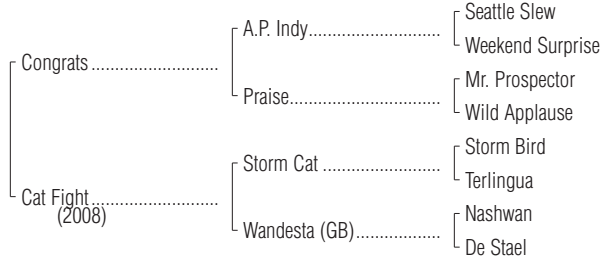 Seattle Slew
A.P. Indy
Weekend Surprise
Congrats
Mr. Prospector
Praise
Wild Applause
Storm Bird
Storm Cat
Terlingua
Cat Fight
(2008)
Nashwan
Wandesta (GB)
De Stael